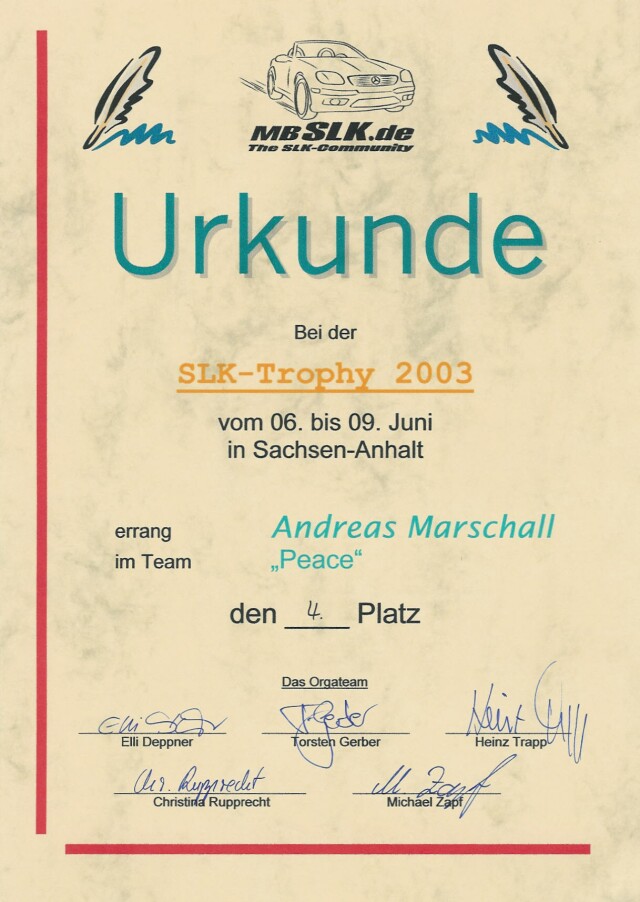 MBSLK.de
The SLK-Community
Urkunde
Bei der
SLK-Trophy 2003
vom 06. bis 09. Juni
in Sachsen-Anhalt
errang Andreas Marschall
im Team „Peace“
den 4. Platz
Das Orgateam
Elli Deppner Torsten Gerber Heinz Trapp
Christina Rupprecht Michael Zapf